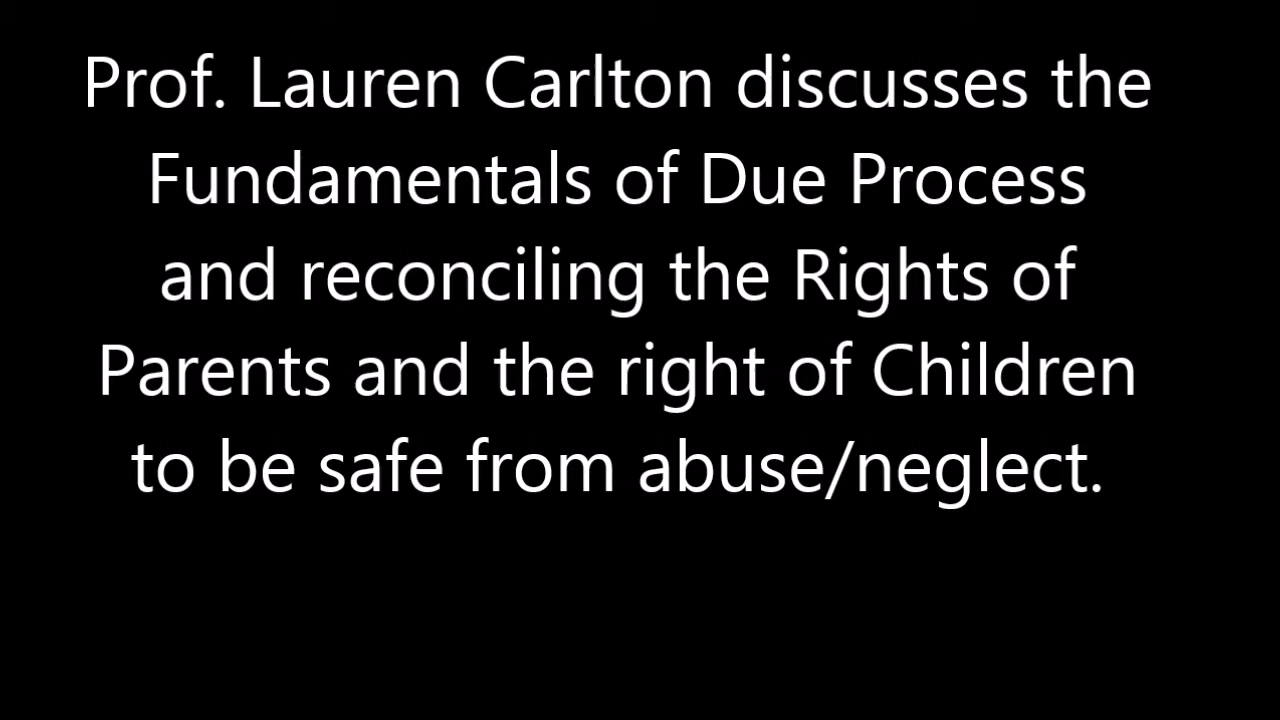 Prof. Lauren Carlton discusses the
Fundamentals of Due Process
and reconciling the Rights of
Parents and the right of Children
to be safe from abuse/neglect.